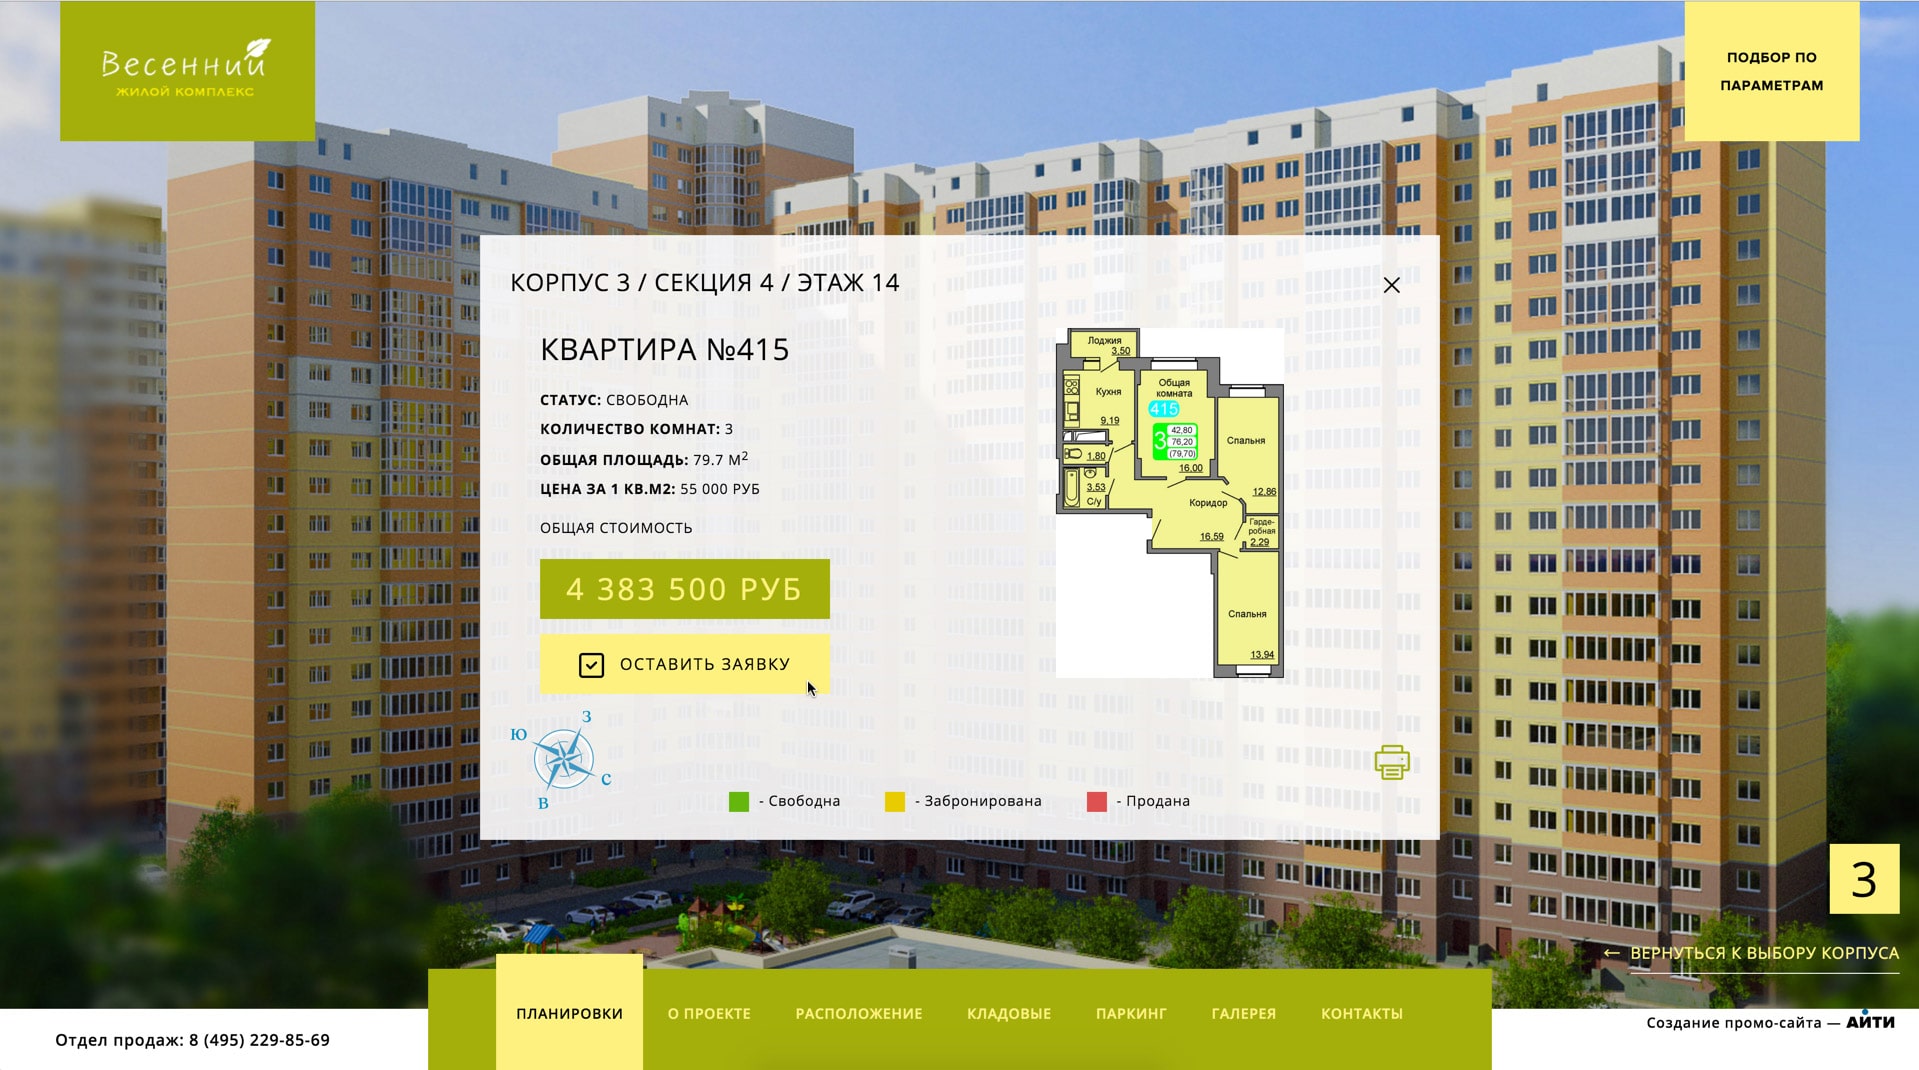 Весенний
ЖИЛОЙ КОМПЛЕКС
ПОДБОР ПО
ПАРАМЕТРАМ
КОРПУС 3 / СЕКЦИЯ 4 / ЭТАЖ 14
КВАРТИРА №415
СТАТУС: СВОБОДНА
КОЛИЧЕСТВО КОМНАТ: 3
ОБЩАЯ ПЛОЩАДЬ: 79.7 М²
ЦЕНА ЗА 1 КВ.М2: 55 000 РУБ
ОБЩАЯ СТОИМОСТЬ
4 383 500 РУБ
ОСТАВИТЬ ЗАЯВКУ
Лоджия
3.50
Кухня
9,19
Общая
комната
415
3
42,80
76,20
(79,70)
16.00
Спальня
12.86
1.80
3.53
С/у
Коридор
16.59
Гарде-
робная
2.29
Спальня
13.94
З
Ю
С
В
- Свободна
- Забронирована
- Продана
3
← ВЕРНУТЬСЯ К ВЫБОРУ КОРПУСА
ПЛАНИРОВКИ
О ПРОЕКТЕ
РАСПОЛОЖЕНИЕ
КЛАДОВЫЕ
ПАРКИНГ
ГАЛЕРЕЯ
КОНТАКТЫ
Отдел продаж: 8 (495) 229-85-69
Создание промо-сайта — АЙТИ